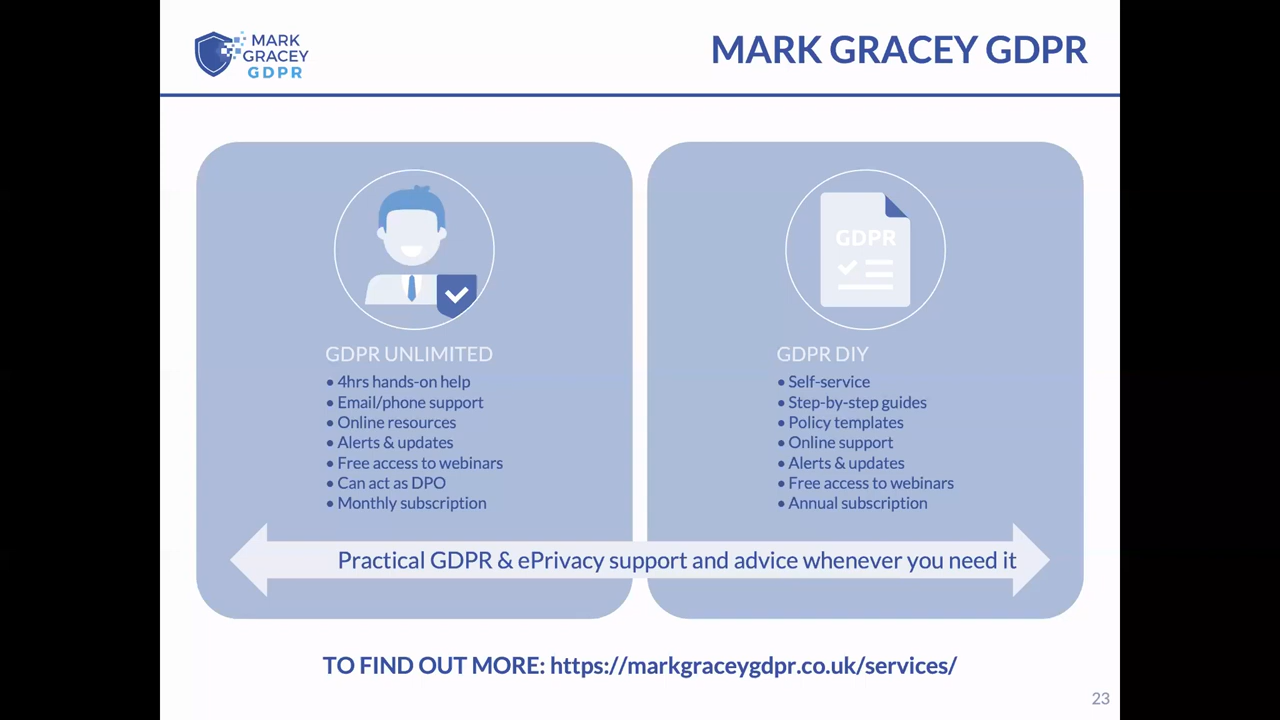 MARK
GRACEY
GDPR
MARK GRACEY GDPR
GDPR UNLIMITED
• 4hrs hands-on help
• Email/phone support
• Online resources
• Alerts & updates
• Free access to webinars
• Can act as DPO
• Monthly subscription
GDPR
GDPR DIY
• Self-service
• Step-by-step guides
• Policy templates
• Online support
• Alerts & updates
• Free access to webinars
• Annual subscription
Practical GDPR & ePrivacy support and advice whenever you need it
TO FIND OUT MORE: https://markgraceygdpr.co.uk/services/
23